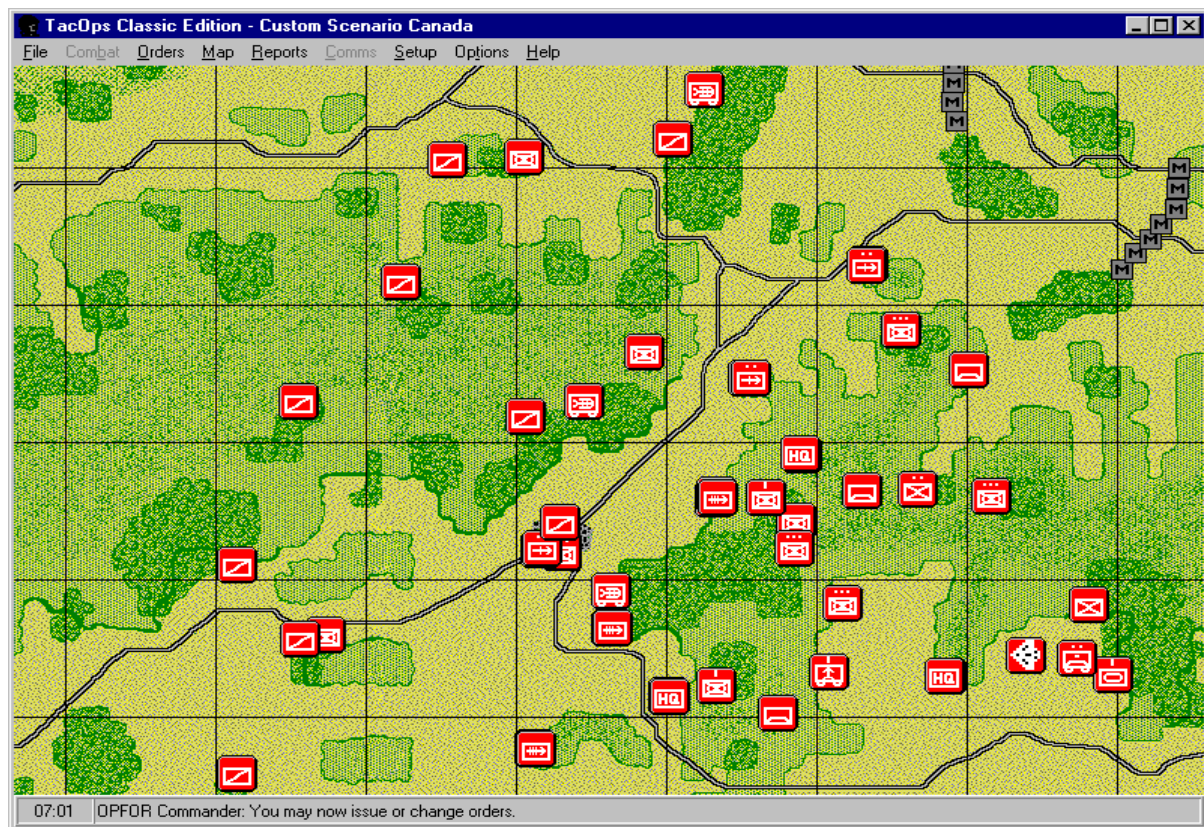 TacOps Classic Edition - Custom Scenario Canada
File Combat Orders Map Reports Comms Setup Options Help
M
M
M
M
M
M
M
M
M
M
M
HQ
HQ
HQ
07:01 OPFOR Commander: You may now issue or change orders.